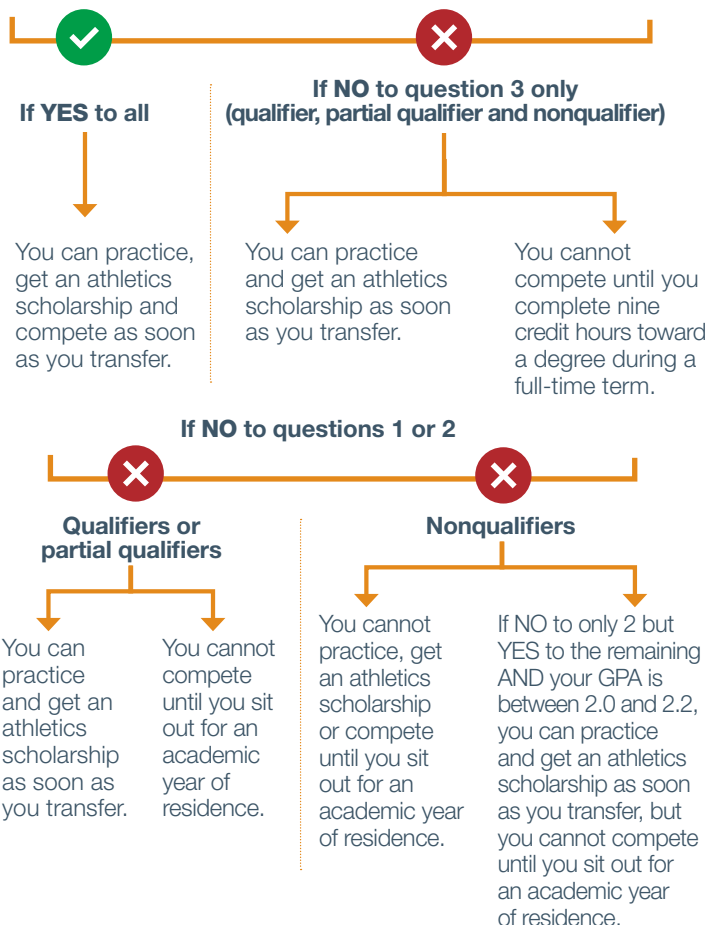 If YES to all
If NO to question 3 only
(qualifier, partial qualifier and nonqualifier)
You can practice,
get an athletics
scholarship and
compete as soon
as you transfer.
You can practice
and get an athletics
scholarship as soon
as you transfer.
You cannot
compete until you
complete nine
credit hours toward
a degree during a
full-time term.
If NO to questions 1 or 2
Qualifiers or
partial qualifiers
Nonqualifiers
You can
practice
and get an
athletics
scholarship
as soon as
you transfer.
You cannot
compete
until you sit
out for an
academic
year of
residence.
You cannot
practice, get
an athletics
scholarship
or compete
until you sit
out for an
academic year
of residence.
If NO to only 2 but
YES to the remaining
AND your GPA is
between 2.0 and 2.2,
you can practice
and get an athletics
scholarship as soon
as you transfer, but
you cannot compete
until you sit out for
an academic year
of residence.